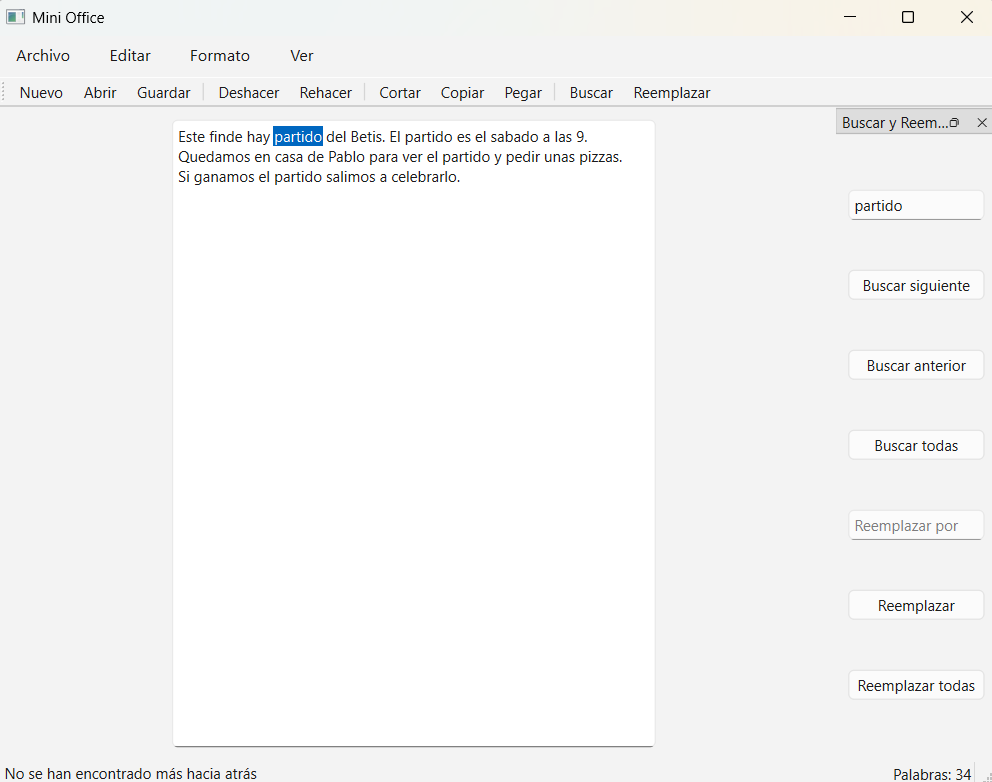 Mini Office
Archivo Editar Formato Ver
Nuevo Abrir Guardar Deshacer Rehacer Cortar Copiar Pegar Buscar Reemplazar
Buscar y Reem...
Este finde hay partido del Betis. El partido es el sabado a las 9.
Quedamos en casa de Pablo para ver el partido y pedir unas pizzas.
Si ganamos el partido salimos a celebrarlo.
partido
Buscar siguiente
Buscar anterior
Buscar todas
Reemplazar por
Reemplazar
Reemplazar todas
No se han encontrado más hacia atrás Palabras: 34